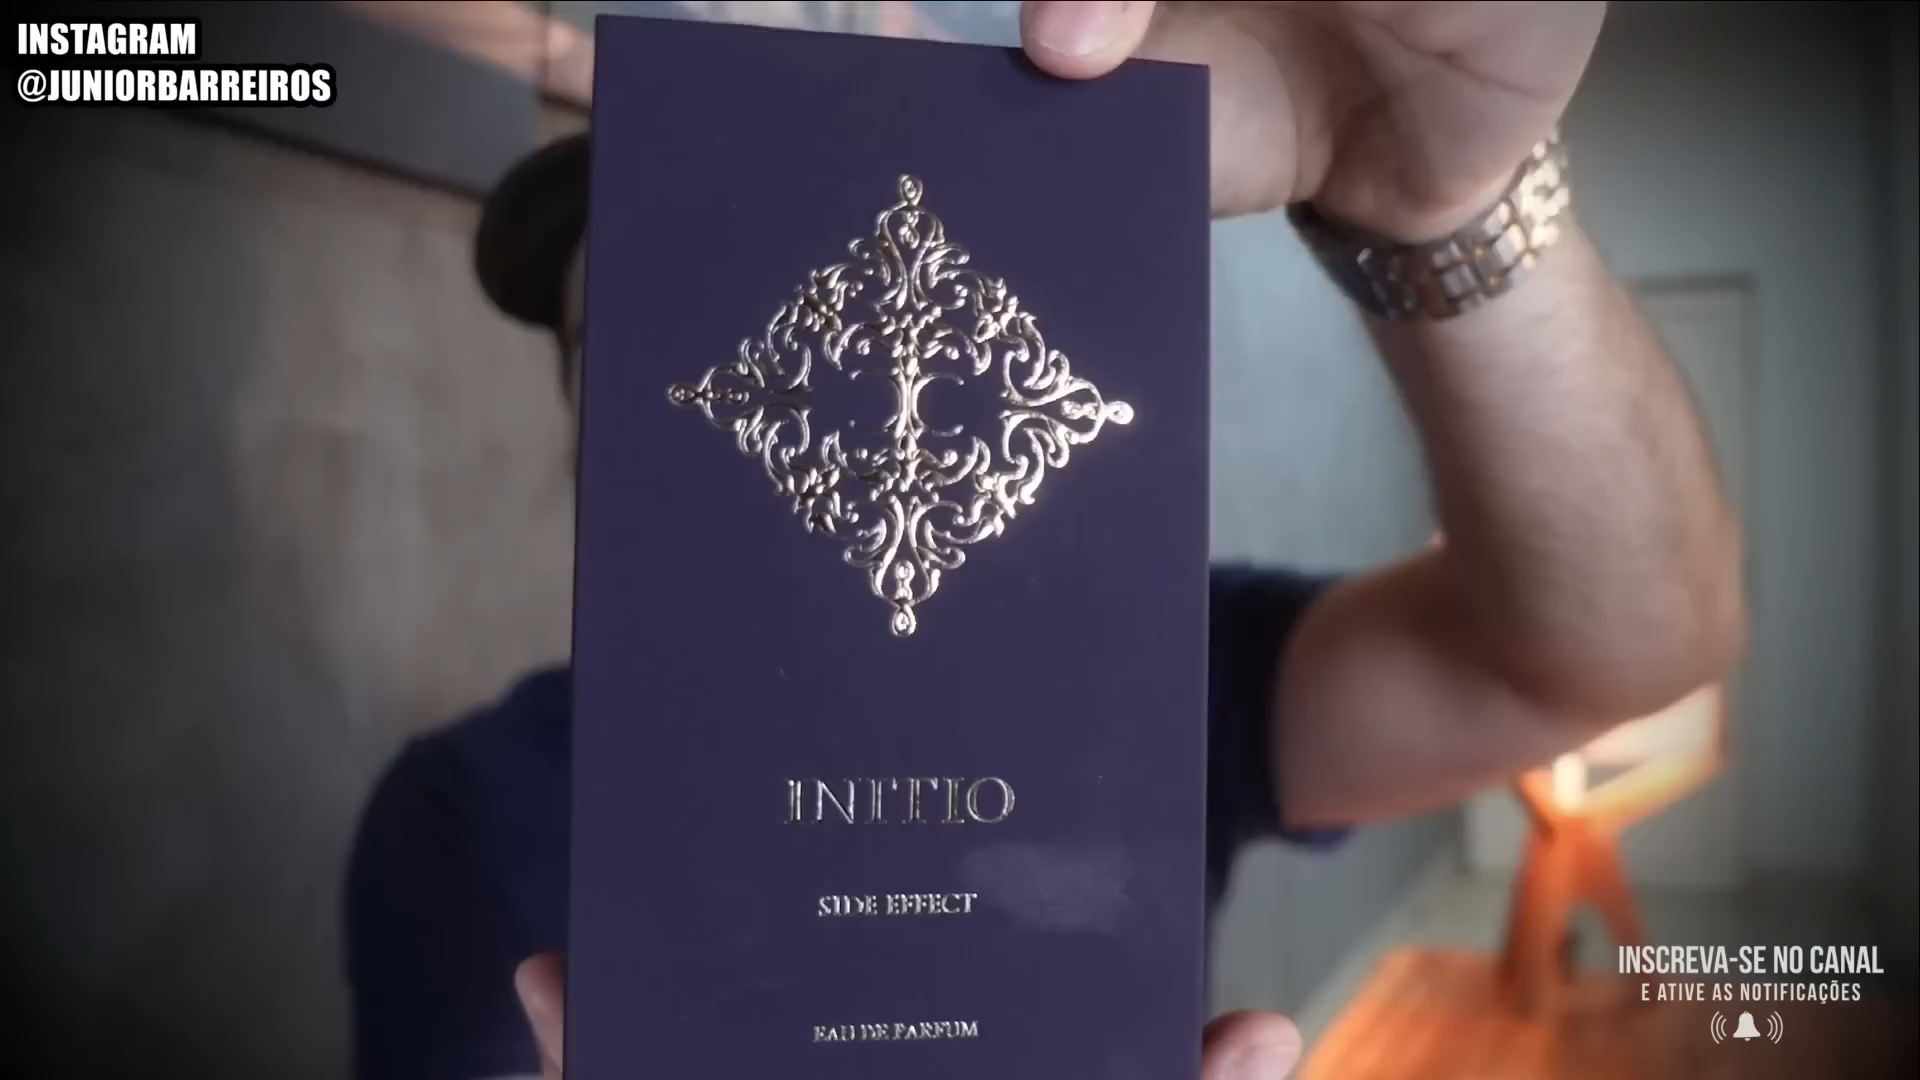 INSTAGRAM
@JUNIORBARREIROS
INITIO
SIDE EFFECT
EAU DE PARFUM
INSCREVA-SE NO CANAL
E ATIVE AS NOTIFICAÇÕES